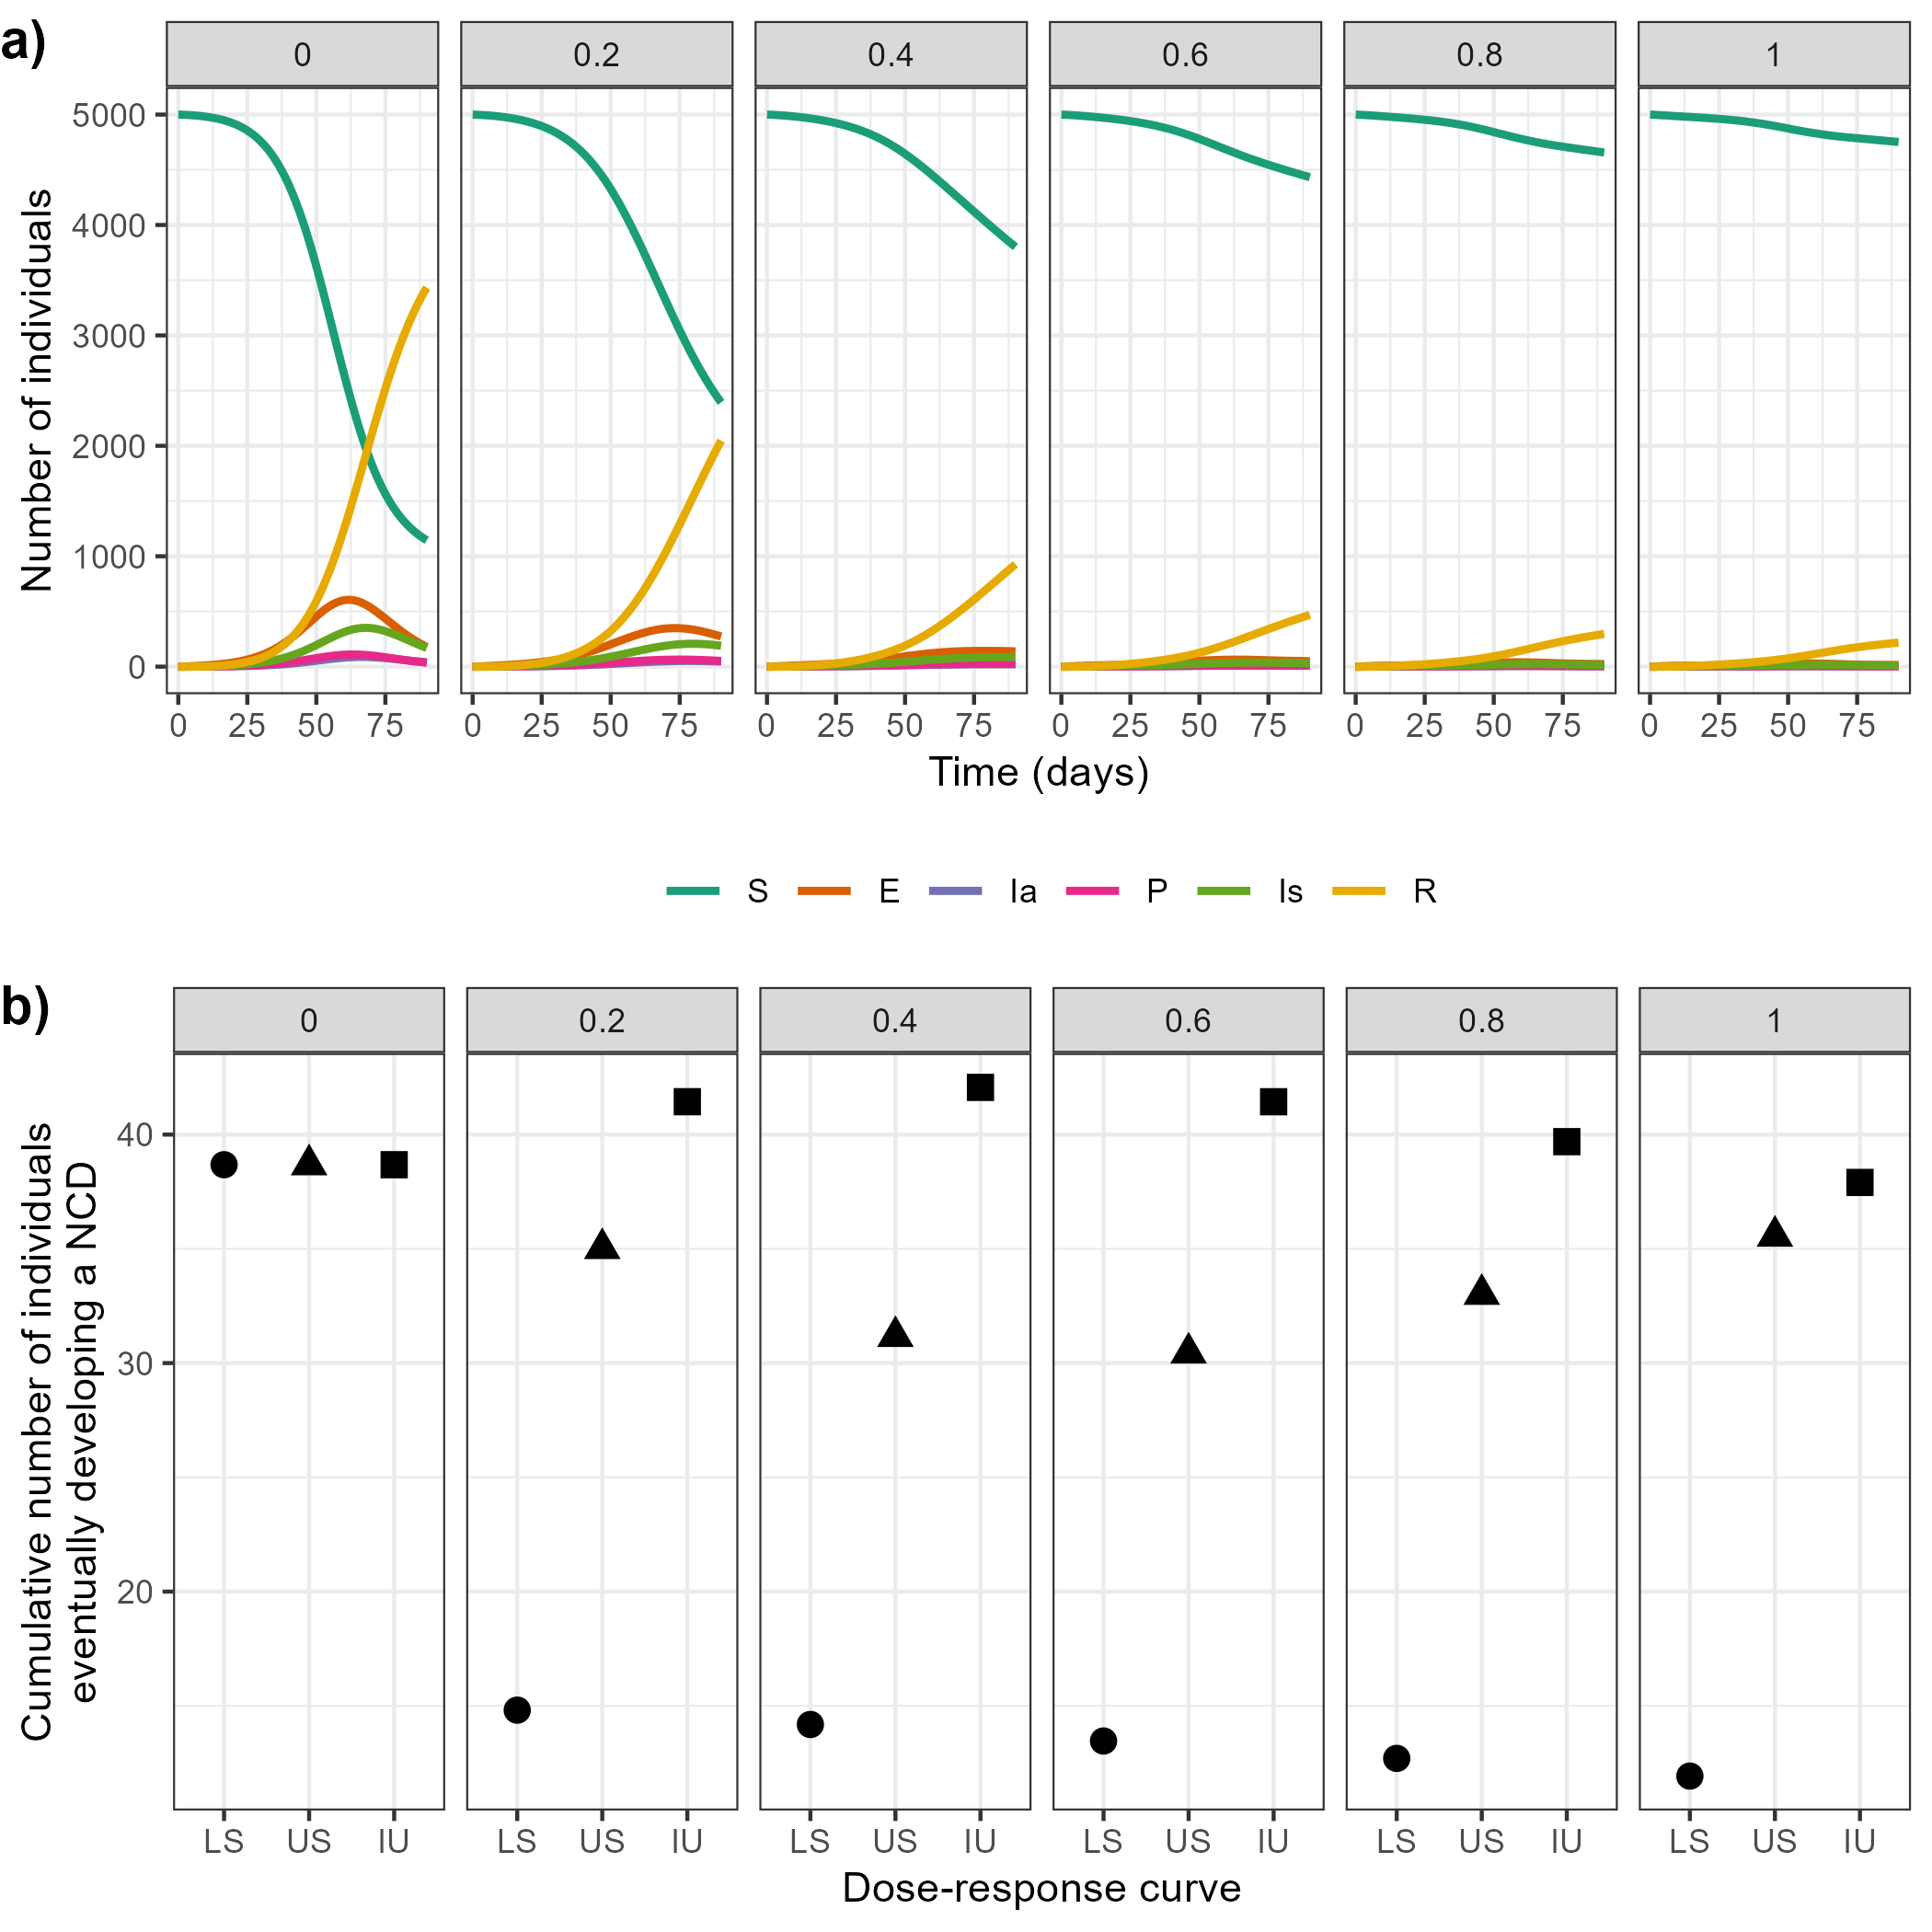 a)
0 0.2 0.4 0.6 0.8 1
5000
4000
3000
2000
1000
0
Number of individuals
0 25 50 75 0 25 50 75 0 25 50 75 0 25 50 75 0 25 50 75 0 25 50 75
Time (days)
S E Ia P Is R
b)
0 0.2 0.4 0.6 0.8 1
40
30
20
Cumulative number of individuals
eventually developing a NCD
LS US IU LS US IU LS US IU LS US IU LS US IU LS US IU
Dose-response curve